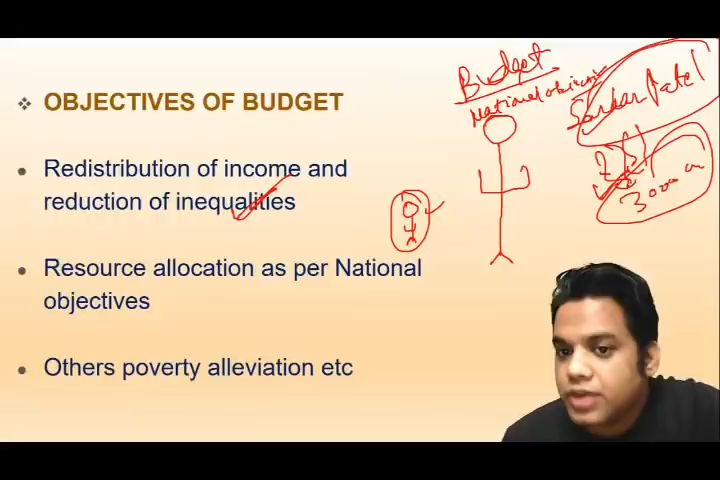 OBJECTIVES OF BUDGET
Redistribution of income and
reduction of inequalities
Resource allocation as per National
objectives
Others poverty alleviation etc
Budget
National objective
Sardar Patel
3000